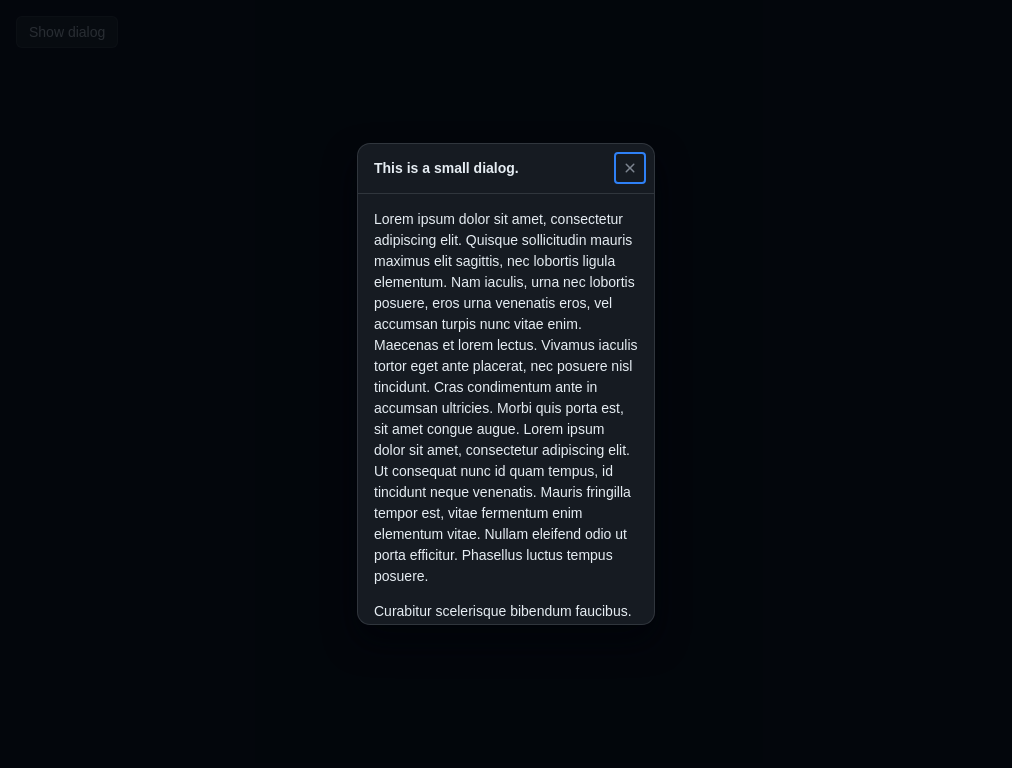 Show dialog
This is a small dialog.
Lorem ipsum dolor sit amet, consectetur
adipiscing elit. Quisque sollicitudin mauris
maximus elit sagittis, nec lobortis ligula
elementum. Nam iaculis, urna nec lobortis
posuere, eros urna venenatis eros, vel
accumsan turpis nunc vitae enim.
Maecenas et lorem lectus. Vivamus iaculis
tortor eget ante placerat, nec posuere nisl
tincidunt. Cras condimentum ante in
accumsan ultricies. Morbi quis porta est,
sit amet congue augue. Lorem ipsum
dolor sit amet, consectetur adipiscing elit.
Ut consequat nunc id quam tempus, id
tincidunt neque venenatis. Mauris fringilla
tempor est, vitae fermentum enim
elementum vitae. Nullam eleifend odio ut
porta efficitur. Phasellus luctus tempus
posuere.
Curabitur scelerisque bibendum faucibus.